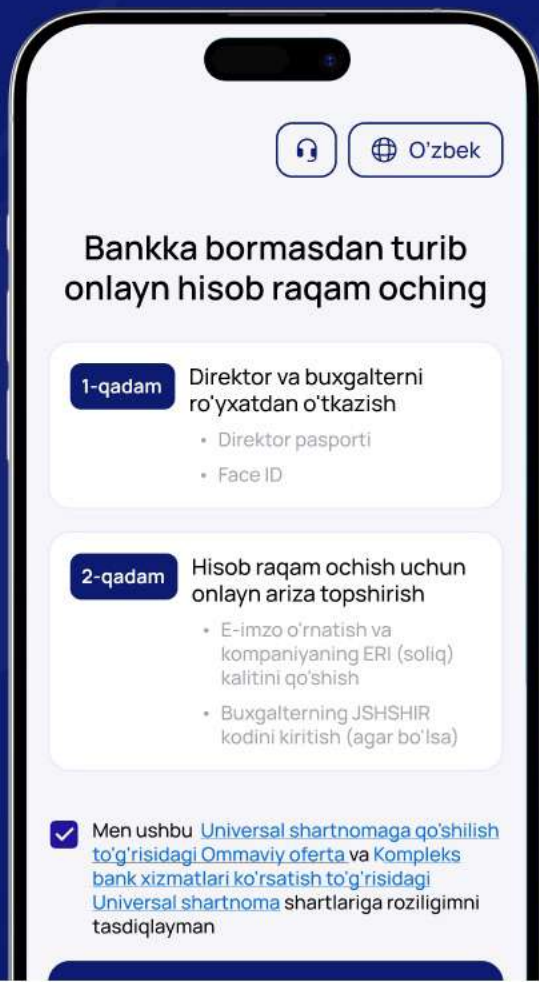 O'zbek
Bankka bormasdan turib
onlayn hisob raqam oching
1-qadam
Direktor va buxgalterni
ro'yxatdan o'tkazish
• Direktor pasporti
• Face ID
2-qadam
Hisob raqam ochish uchun
onlayn ariza topshirish
• E-imzo o'rnatish va
kompaniyaning ERI (soliq)
kalitini qo'shish
• Buxgalterning JSHSHIR
kodini kiritish (agar bo'lsa)
Men ushbu Universal shartnomaga qo'shilish
to'g'risidagi Ommaviy oferta va Kompleks
bank xizmatlari ko'rsatish to'g'risidagi
Universal shartnoma shartlariga roziligimni
tasdiqlayman